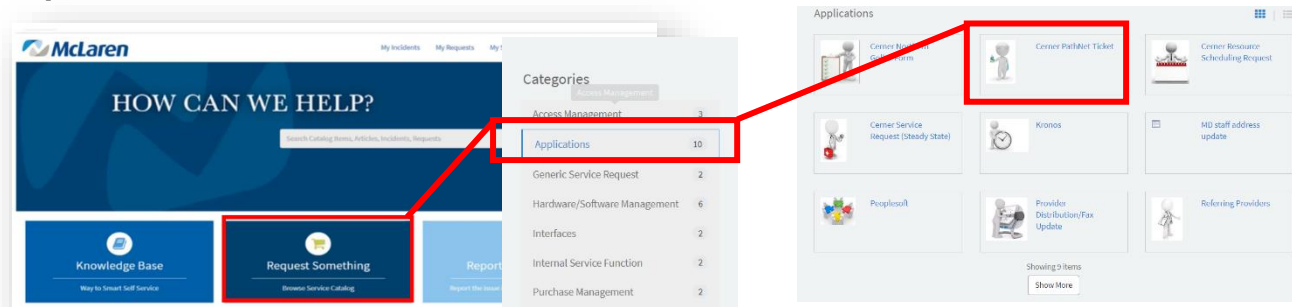 McLaren
My Incidents My Requests
HOW CAN WE HELP?
Search Catalog Items, Articles, Incidents, Requests
Knowledge Base
Way to Smart Self Service
Request Something
Browse Service Catalog
Report
Report the issue
Categories
Access Management
Access Management 3
Applications 10
Generic Service Request 2
Hardware/Software Management 6
Interfaces 2
Internal Service Function 2
Purchase Management 2
Applications
Cerner
Form
Cerner PathNet Ticket
Cerner Resource
Scheduling Request
Cerner Service
Request (Steady State)
Kronos
MD staff address
update
Peoplesoft
Provider
Distribution/Fax
Update
Referring Providers
Showing 9 items
Show More